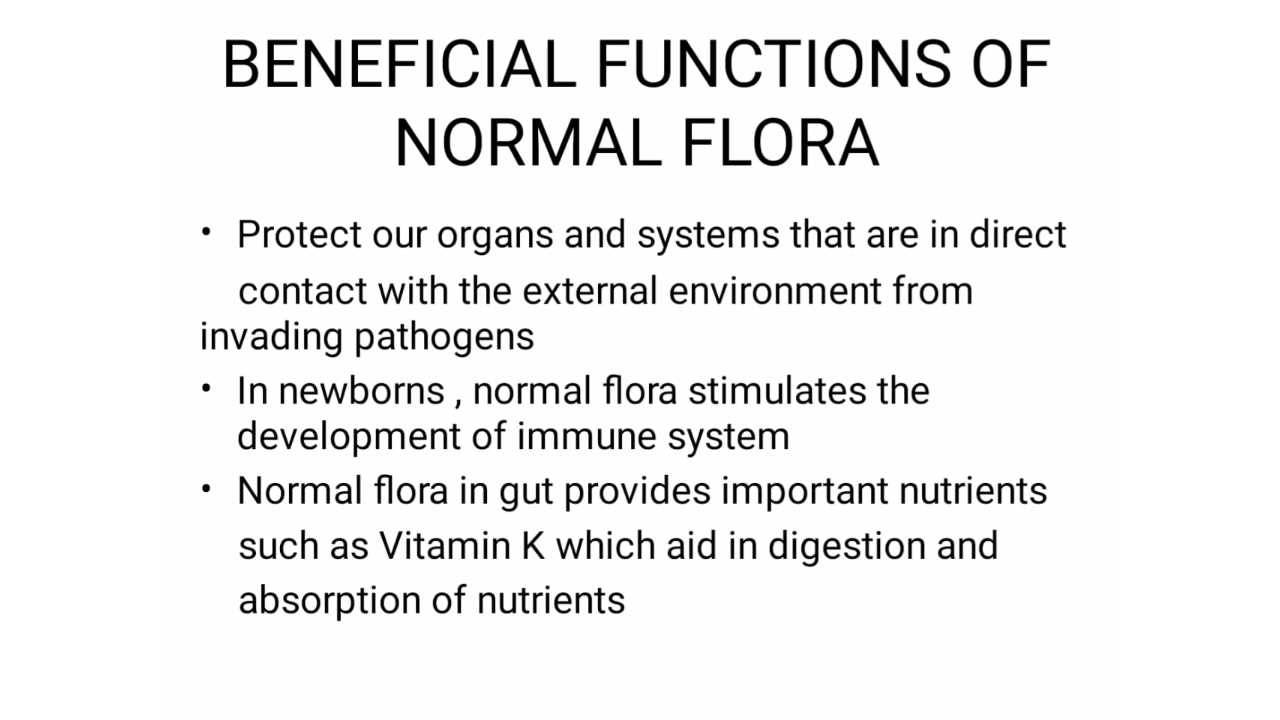 BENEFICIAL FUNCTIONS OF
NORMAL FLORA
• Protect our organs and systems that are in direct
contact with the external environment from
invading pathogens
• In newborns , normal flora stimulates the
development of immune system
• Normal flora in gut provides important nutrients
such as Vitamin K which aid in digestion and
absorption of nutrients